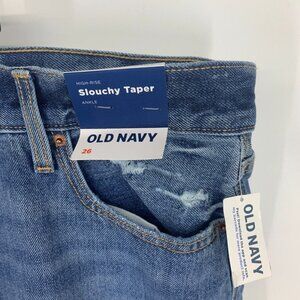 HIGH-RISE
Slouchy Taper
ANKLE
OLD NAVY
26
OLD NAVY